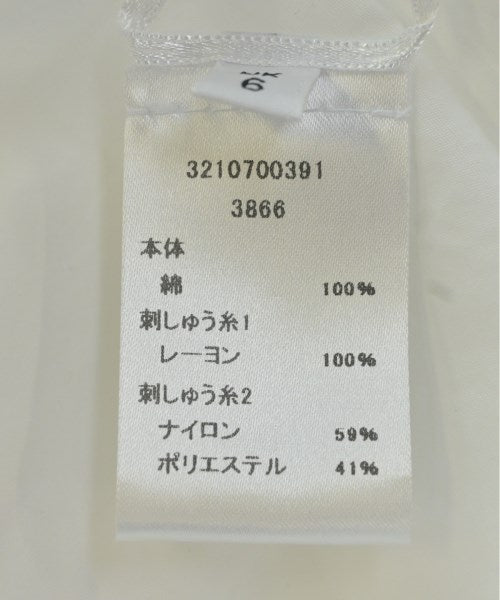 6
3210700391
3866
本体
綿 100%
刺しゅう糸1
レーヨン 100%
刺しゅう糸2
ナイロン 59%
ポリエステル 41%